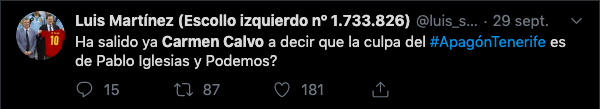 Luis Martínez (Escollo izquierdo nº 1.733.826) @luis_s... · 29 sept.
Ha salido ya Carmen Calvo a decir que la culpa del #ApagónTenerife es
de Pablo Iglesias y Podemos?
15 87 181